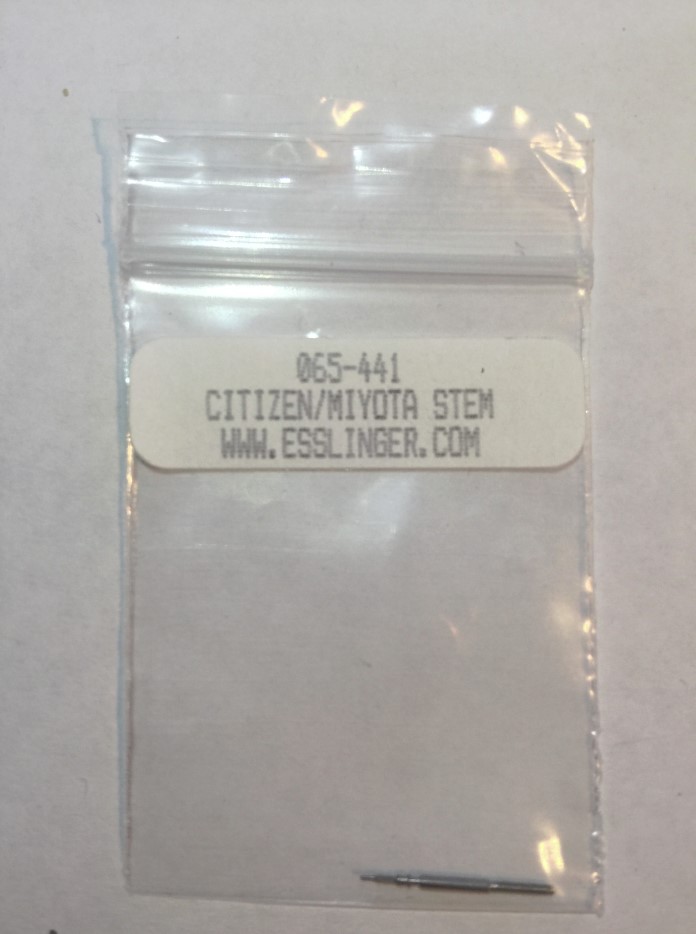 065-441
CITIZEN/MIYOTA STEM
WWW.ESSLINGER.COM